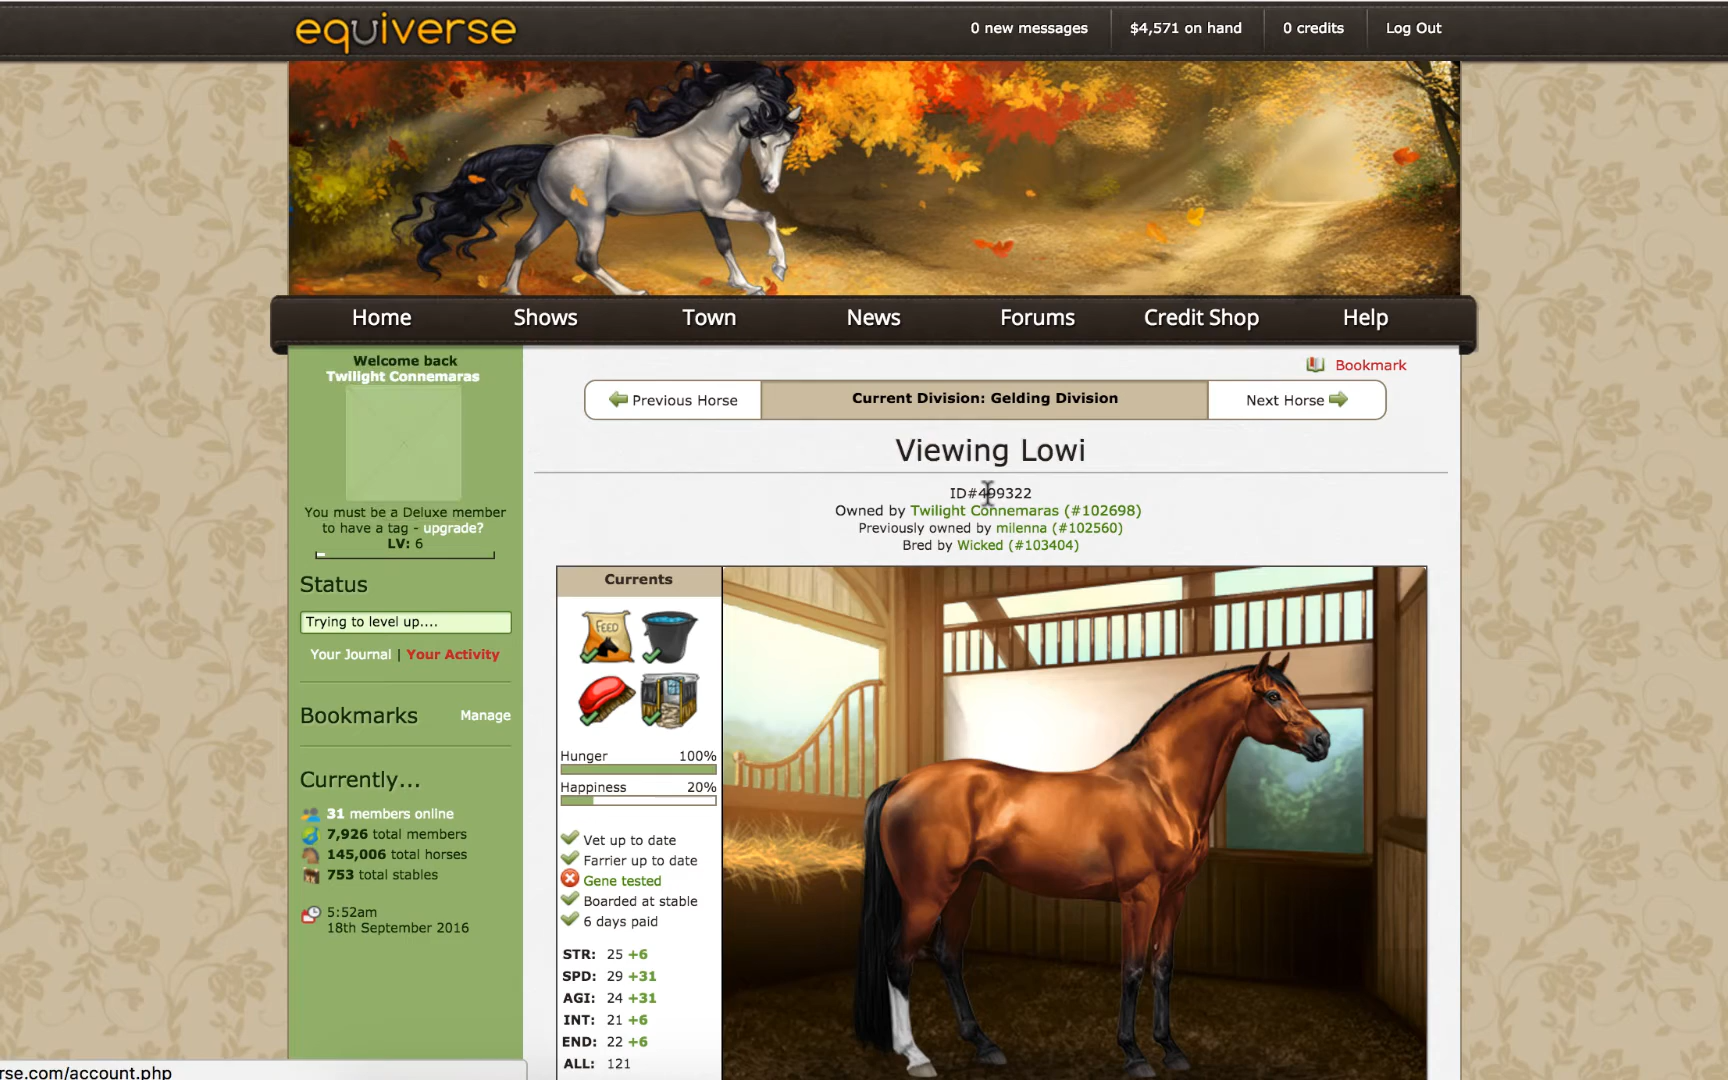 equiverse
0 new messages
$4,571 on hand
0 credits
Log Out
Home
Shows
Town
News
Forums
Credit Shop
Help
Welcome back
Twilight Connemaras
You must be a Deluxe member
to have a tag - upgrade?
LV: 6
Status
Trying to level up....
Your Journal | Your Activity
Bookmarks
Manage
Currently...
31 members online
7,926 total members
145,006 total horses
753 total stables
5:52am
18th September 2016
Bookmark
Previous Horse
Current Division: Gelding Division
Next Horse
Viewing Lowi
ID#499322
Owned by Twilight Connemaras (#102698)
Previously owned by milenna (#102560)
Bred by Wicked (#103404)
Currents
FEED
Hunger 100%
Happiness 20%
Vet up to date
Farrier up to date
Gene tested
Boarded at stable
6 days paid
STR: 25 +6
SPD: 29 +31
AGI: 24 +31
INT: 21 +6
END: 22 +6
ALL: 121
rse.com/account.php